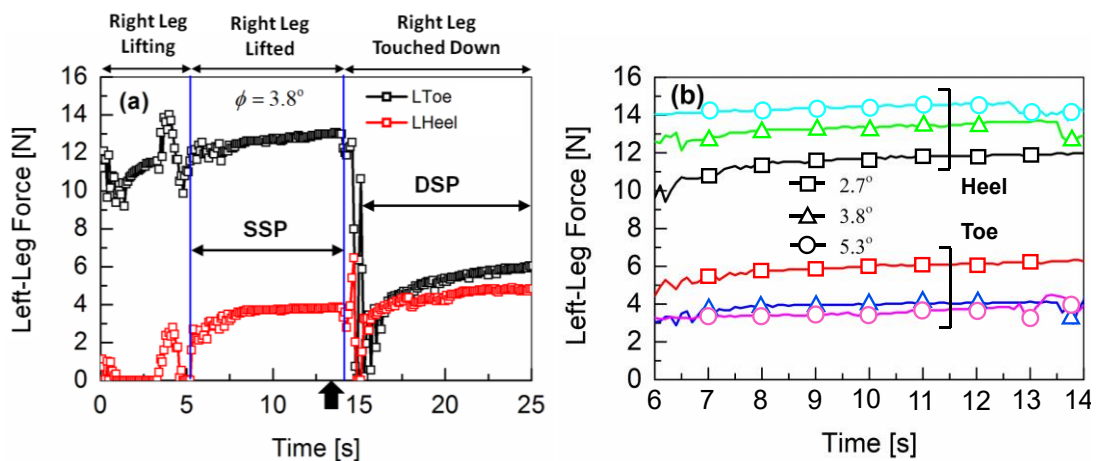 Right Leg
Lifting
Right Leg
Lifted
Right Leg
Touched Down
Left-Leg Force [N]
16
14
12
10
8
6
4
2
0
(a)
ϕ = 3.8°
LToe
LHeel
SSP
DSP
0 5 10 15 20 25
Time [s]
Left-Leg Force [N]
16
14
12
10
8
6
4
2
0
(b)
2.7°
3.8°
5.3°
Heel
Toe
6 7 8 9 10 11 12 13 14
Time [s]